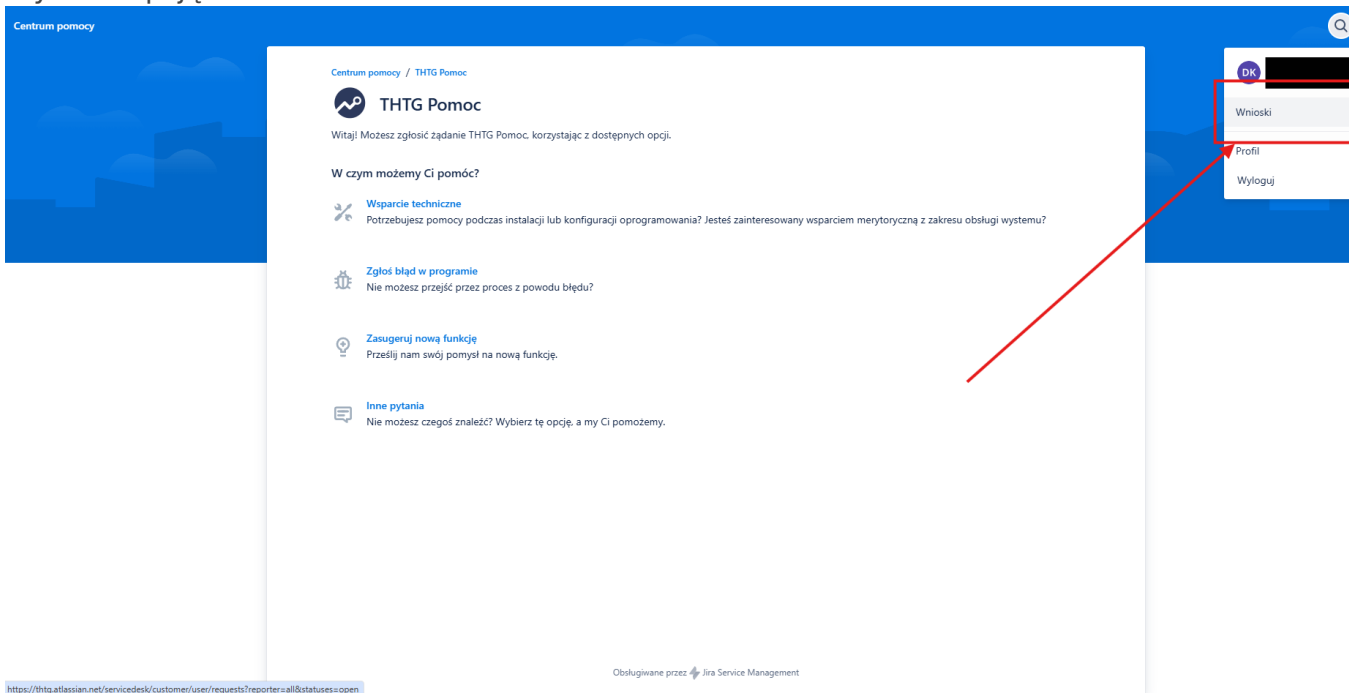 Centrum pomocy
DK
Wnioski
Profil
Wyloguj
Centrum pomocy / THTG Pomoc
THTG Pomoc
Witaj! Możesz zgłosić żądanie THTG Pomoc, korzystając z dostępnych opcji.
W czym możemy Ci pomóc?
Wsparcie techniczne
Potrzebujesz pomocy podczas instalacji lub konfiguracji oprogramowania? Jesteś zainteresowany wsparciem merytoryczną z zakresu obsługi wystemu?
Zgłoś błąd w programie
Nie możesz przejść przez proces z powodu błędu?
Zasugeruj nową funkcję
Prześlij nam swój pomysł na nową funkcję.
Inne pytania
Nie możesz czegoś znaleźć? Wybierz tę opcję, a my Ci pomożemy.
Obsługiwane przez Jira Service Management
https://thtg.atlassian.net/servicedesk/customer/user/requests?reporter=all&statuses=open